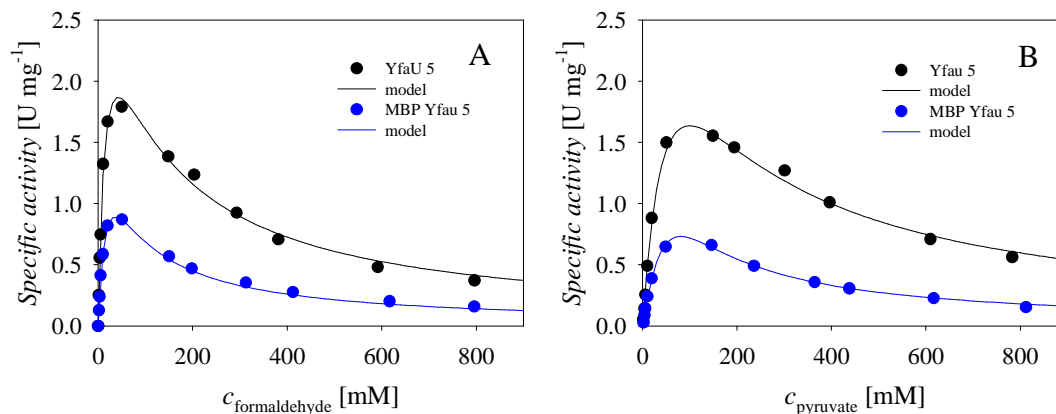 2.5
2.0
1.5
1.0
0.5
0.0
Specific activity [U mg-1]
A
YfaU 5
model
MBP Yfau 5
model
0 200 400 600 800
cformaldehyde [mM]
2.5
2.0
1.5
1.0
0.5
0.0
Specific activity [U mg-1]
B
Yfau 5
model
MBP Yfau 5
model
0 200 400 600 800
cpyruvate [mM]